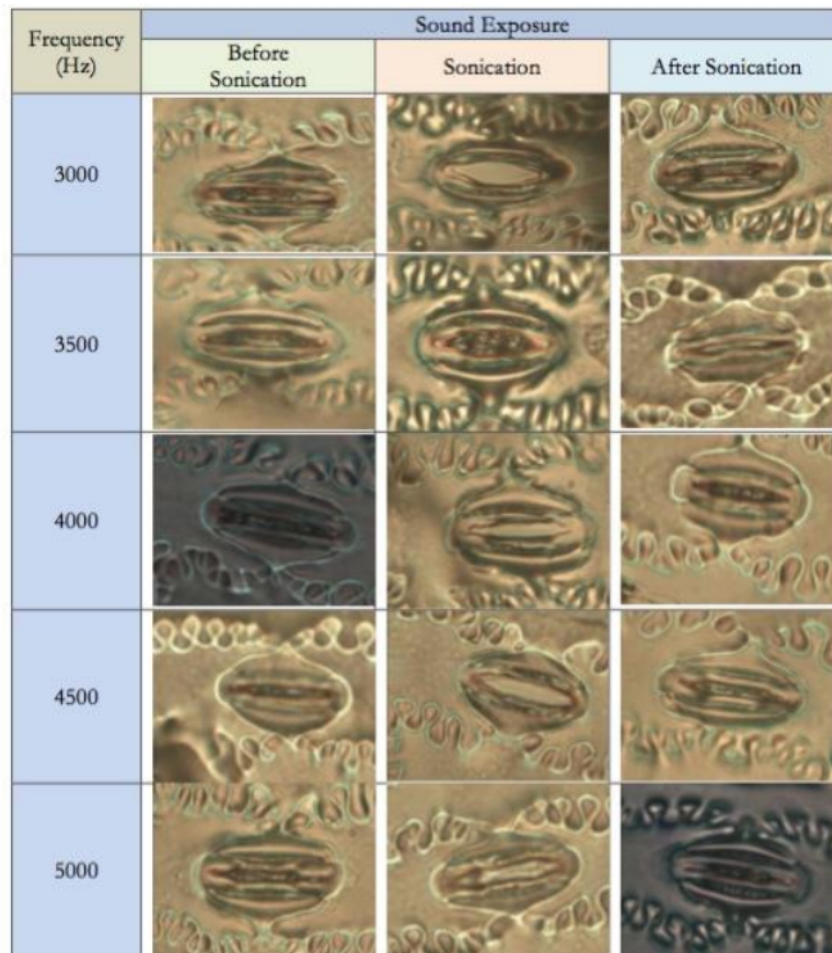 Frequency
(Hz)
Sound Exposure
Before
Sonication
Sonication
After Sonication
3000
3500
4000
4500
5000